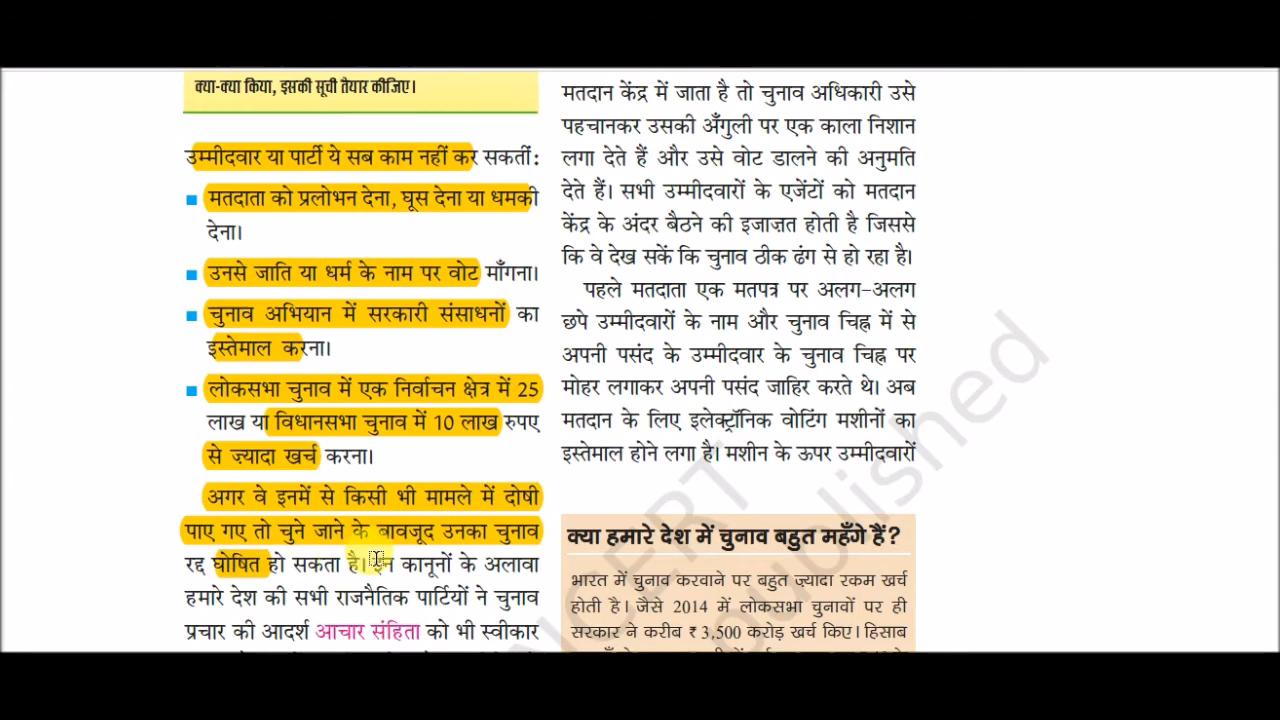 क्या-क्या किया, इसकी सूची तैयार कीजिए।
उम्मीदवार या पार्टी ये सब काम नहीं कर सकतीं:
मतदाता को प्रलोभन देना, घूस देना या धमकी
देना।
उनसे जाति या धर्म के नाम पर वोट माँगना।
चुनाव अभियान में सरकारी संसाधनों का
इस्तेमाल करना।
लोकसभा चुनाव में एक निर्वाचन क्षेत्र में 25
लाख या विधानसभा चुनाव में 10 लाख रुपए
से ज़्यादा खर्च करना।
अगर वे इनमें से किसी भी मामले में दोषी
पाए गए तो चुने जाने के बावजूद उनका चुनाव
रद्द घोषित हो सकता है। इन कानूनों के अलावा
हमारे देश की सभी राजनैतिक पार्टियों ने चुनाव
प्रचार की आदर्श आचार संहिता को भी स्वीकार
मतदान केंद्र में जाता है तो चुनाव अधिकारी उसे
पहचानकर उसकी अँगुली पर एक काला निशान
लगा देते हैं और उसे वोट डालने की अनुमति
देते हैं। सभी उम्मीदवारों के एजेंटों को मतदान
केंद्र के अंदर बैठने की इजाज़त होती है जिससे
कि वे देख सकें कि चुनाव ठीक ढंग से हो रहा है।
पहले मतदाता एक मतपत्र पर अलग-अलग
छपे उम्मीदवारों के नाम और चुनाव चिह्न में से
अपनी पसंद के उम्मीदवार के चुनाव चिह्न पर
मोहर लगाकर अपनी पसंद जाहिर करते थे। अब
मतदान के लिए इलेक्ट्रॉनिक वोटिंग मशीनों का
इस्तेमाल होने लगा है। मशीन के ऊपर उम्मीदवारों
क्या हमारे देश में चुनाव बहुत महँगे हैं?
भारत में चुनाव करवाने पर बहुत ज़्यादा रकम खर्च
होती है। जैसे 2014 में लोकसभा चुनावों पर ही
सरकार ने करीब ₹ 3,500 करोड़ खर्च किए। हिसाब
NCERT
published